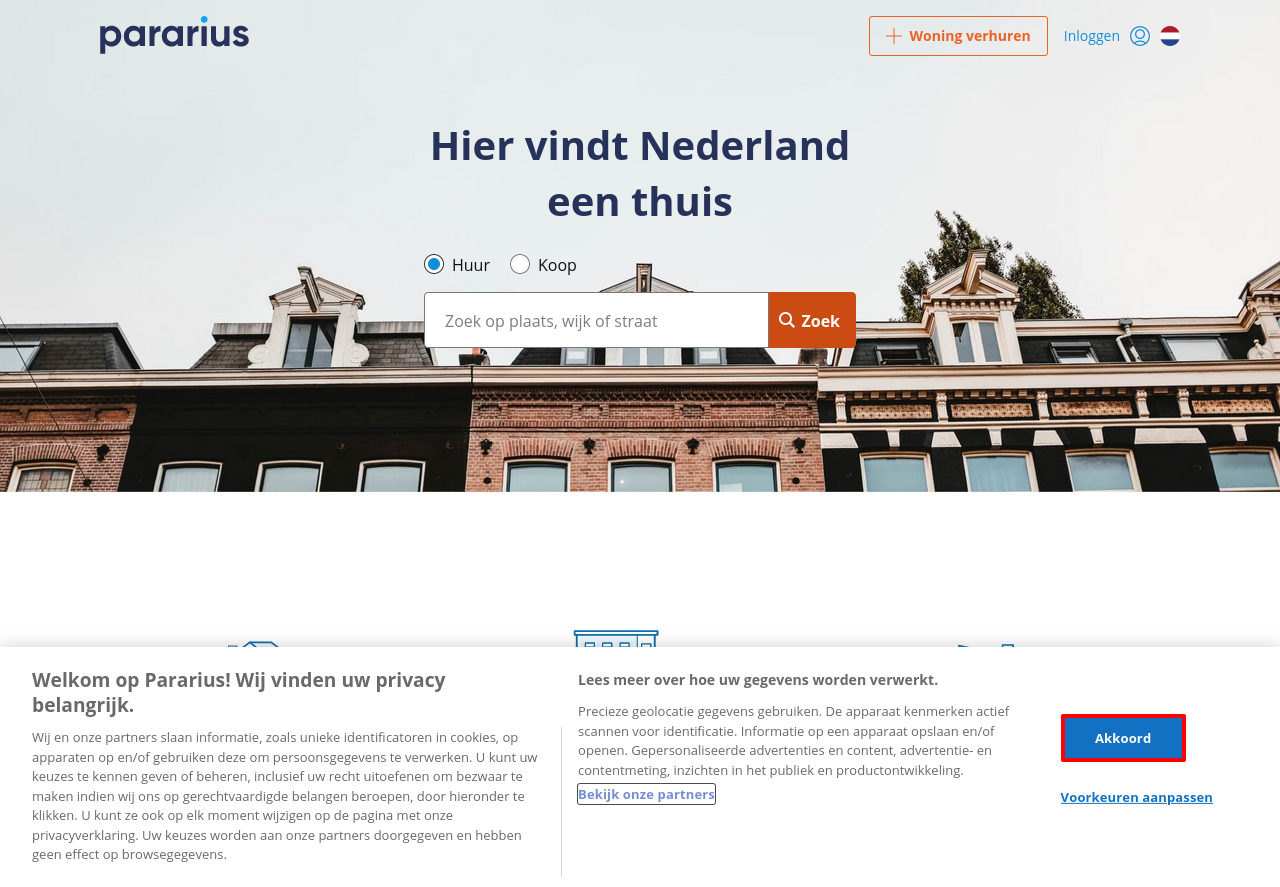 pararius
Woning verhuren
Inloggen
Hier vindt Nederland
een thuis
Huur
Koop
Zoek op plaats, wijk of straat
Zoek
Welkom op Pararius! Wij vinden uw privacy
belangrijk.
Wij en onze partners slaan informatie, zoals unieke identificatoren in cookies, op
apparaten op en/of gebruiken deze om persoonsgegevens te verwerken. U kunt uw
keuzes te kennen geven of beheren, inclusief uw recht uitoefenen om bezwaar te
maken indien wij ons op gerechtvaardigde belangen beroepen, door hieronder te
klikken. U kunt ze ook op elk moment wijzigen op de pagina met onze
privacyverklaring. Uw keuzes worden aan onze partners doorgegeven en hebben
geen effect op browsegegevens.
Lees meer over hoe uw gegevens worden verwerkt.
Precieze geolocatie gegevens gebruiken. De apparaat kenmerken actief
scannen voor identificatie. Informatie op een apparaat opslaan en/of
openen. Gepersonaliseerde advertenties en content, advertentie- en
contentmeting, inzichten in het publiek en productontwikkeling.
Bekijk onze partners
Akkoord
Voorkeuren aanpassen